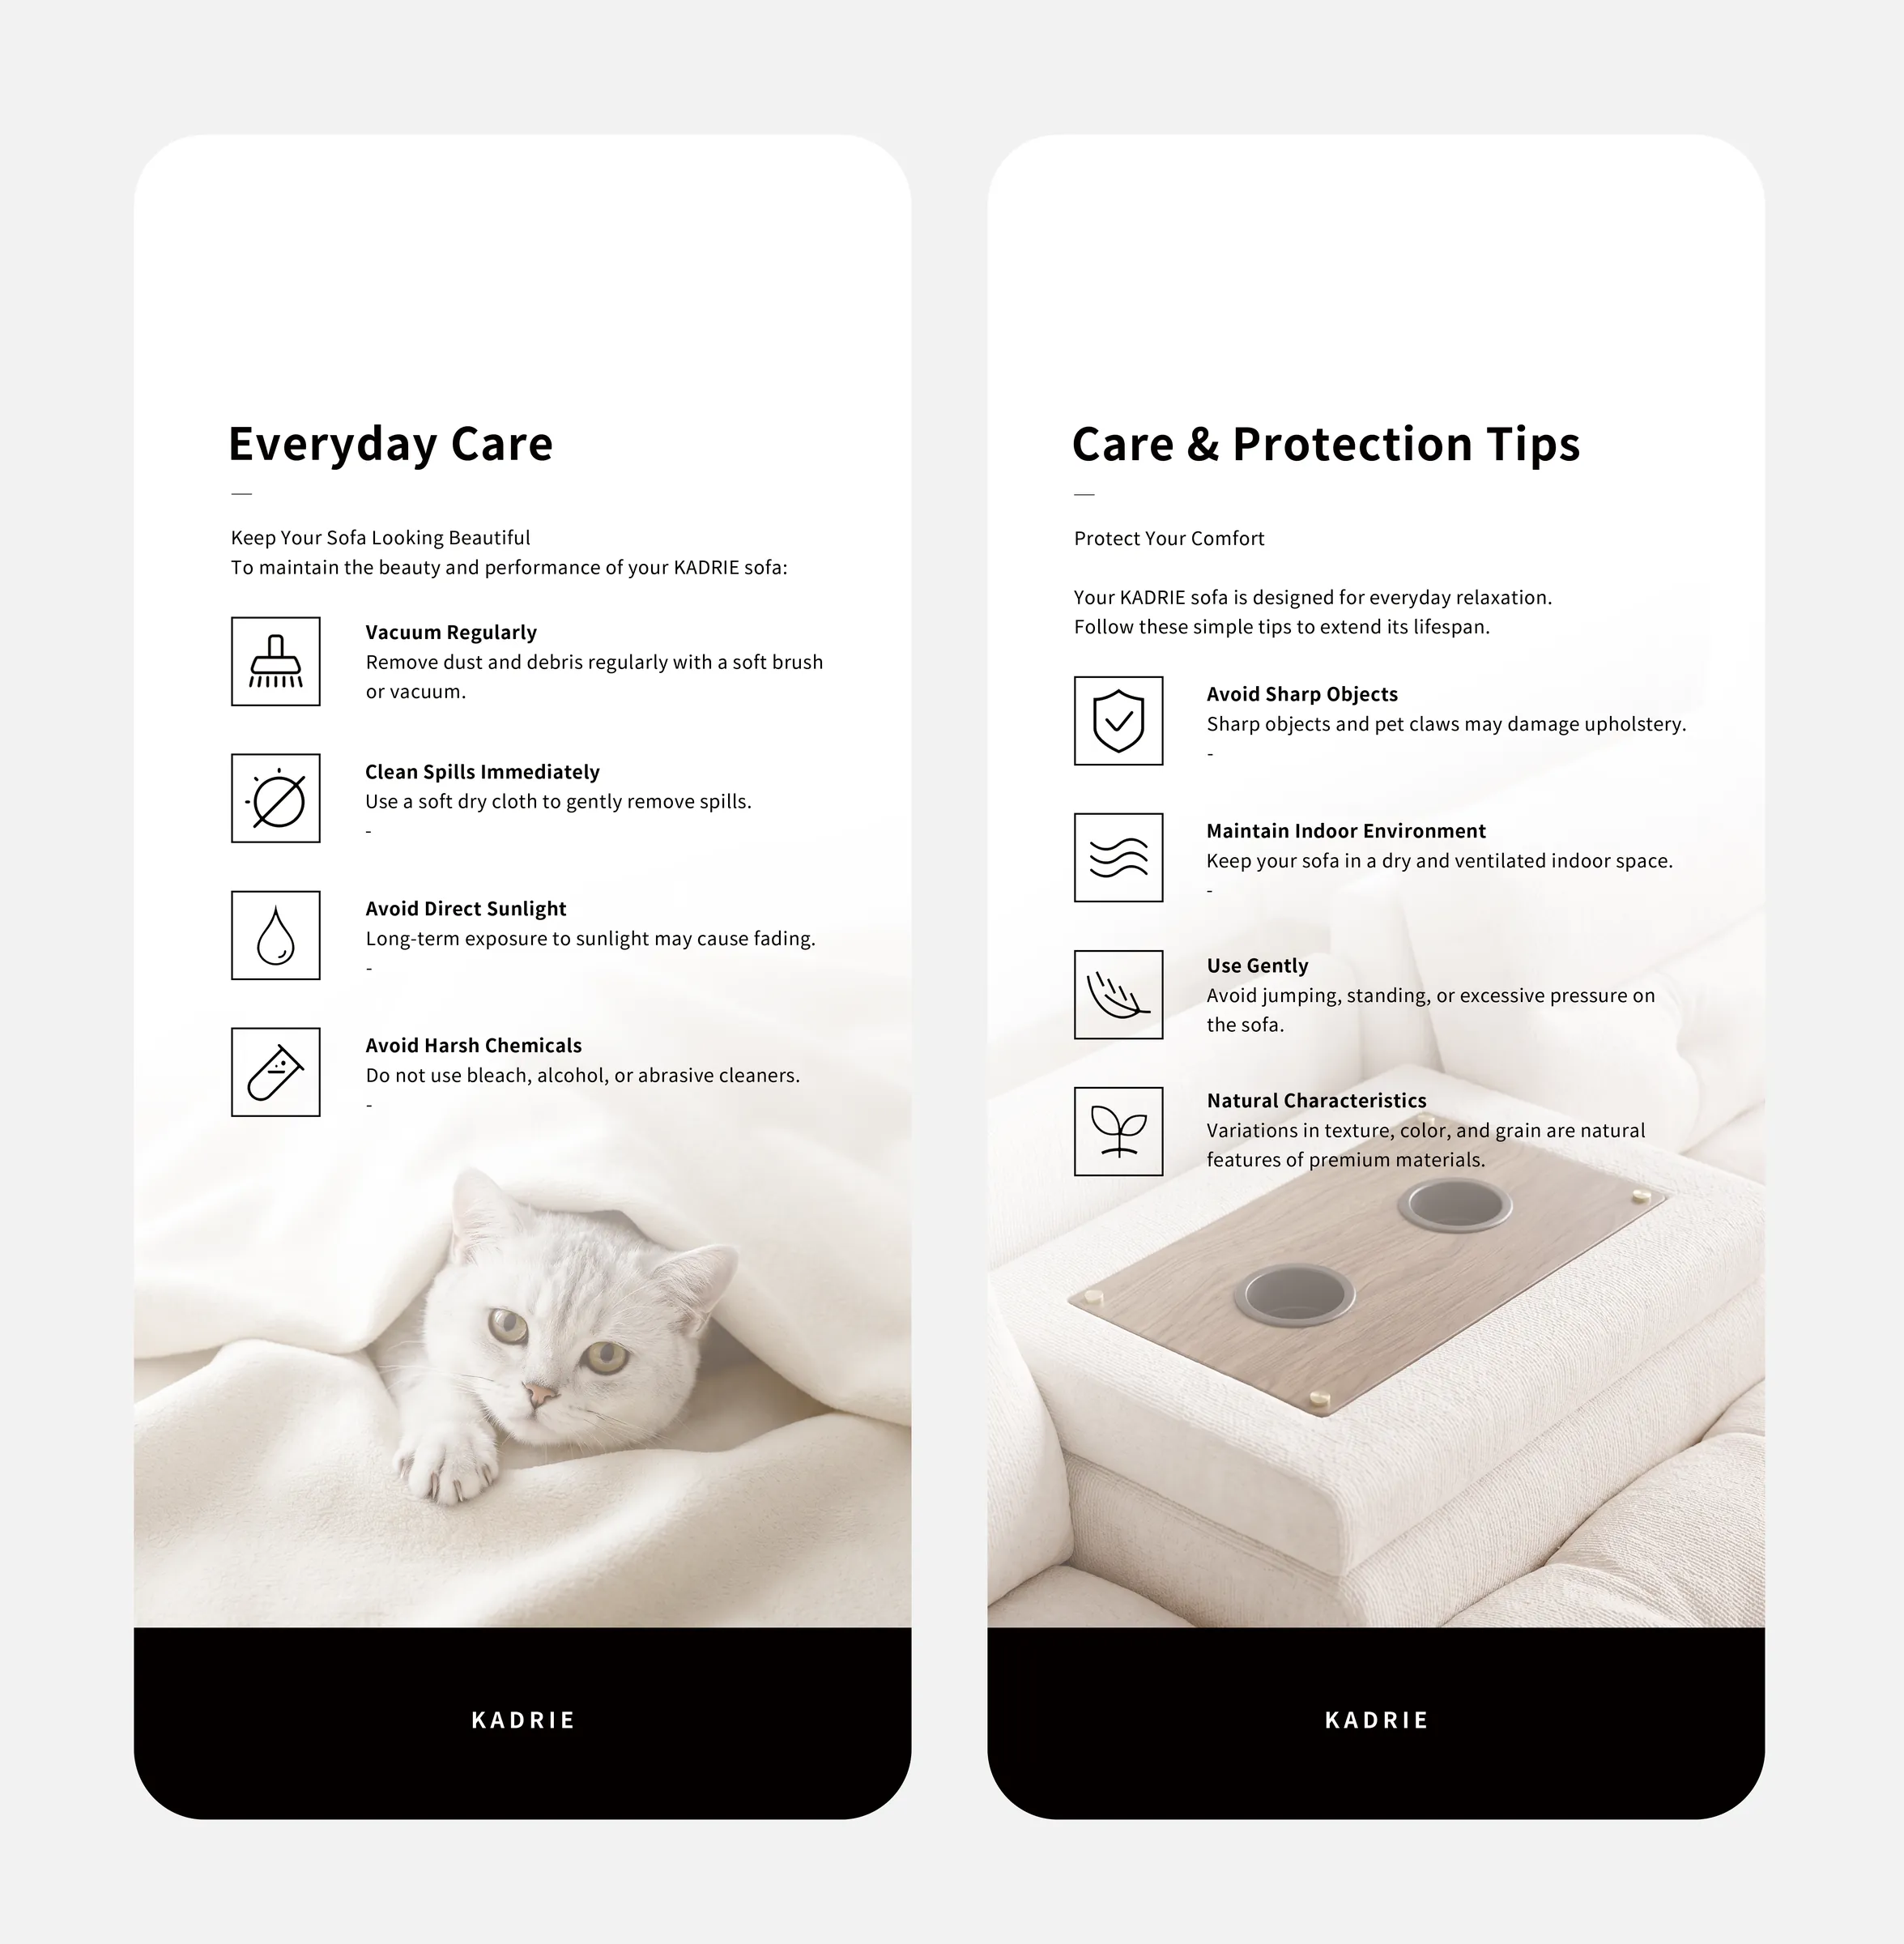 Everyday Care
—
Keep Your Sofa Looking Beautiful
To maintain the beauty and performance of your KADRIE sofa:
Vacuum Regularly
Remove dust and debris regularly with a soft brush
or vacuum.
Clean Spills Immediately
Use a soft dry cloth to gently remove spills.
-
Avoid Direct Sunlight
Long-term exposure to sunlight may cause fading.
-
Avoid Harsh Chemicals
Do not use bleach, alcohol, or abrasive cleaners.
-
KADRIE
Care & Protection Tips
—
Protect Your Comfort
Your KADRIE sofa is designed for everyday relaxation.
Follow these simple tips to extend its lifespan.
Avoid Sharp Objects
Sharp objects and pet claws may damage upholstery.
-
Maintain Indoor Environment
Keep your sofa in a dry and ventilated indoor space.
-
Use Gently
Avoid jumping, standing, or excessive pressure on
the sofa.
Natural Characteristics
Variations in texture, color, and grain are natural
features of premium materials.
KADRIE